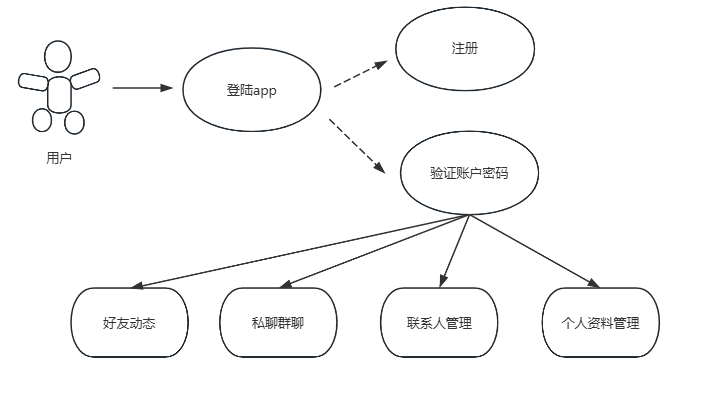 注册
登陆app
用户
验证账户密码
好友动态
私聊群聊
联系人管理
个人资料管理